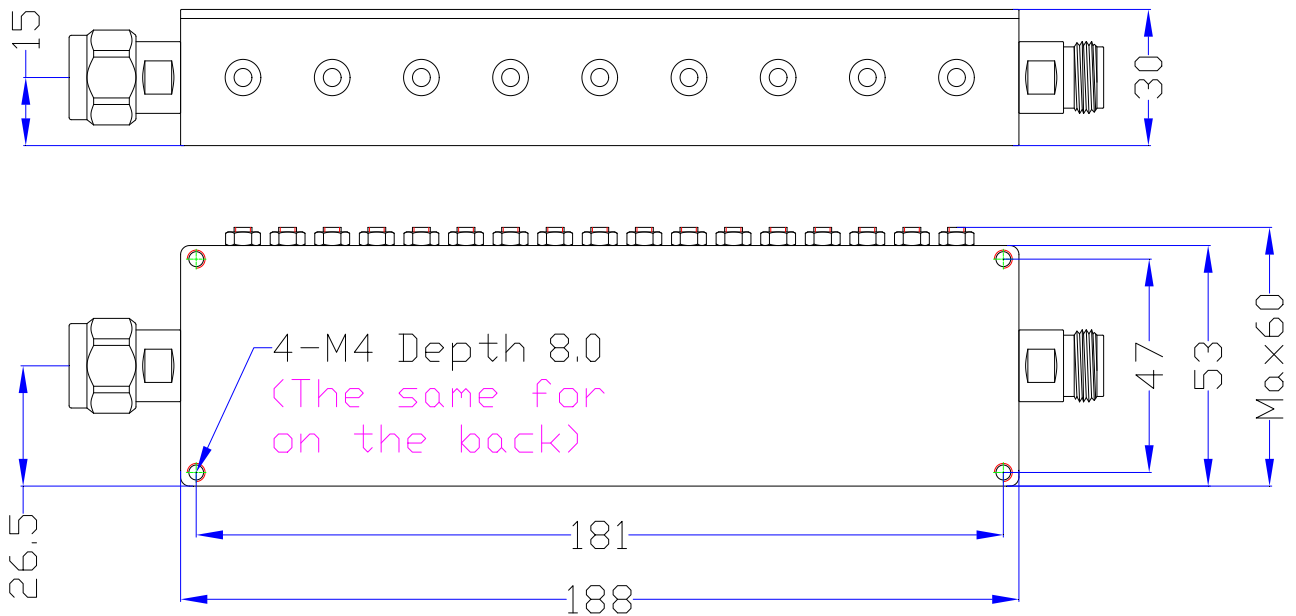 15
30
4-M4 Depth 8.0
(The same for
on the back)
47
53
Max60
26.5
181
188